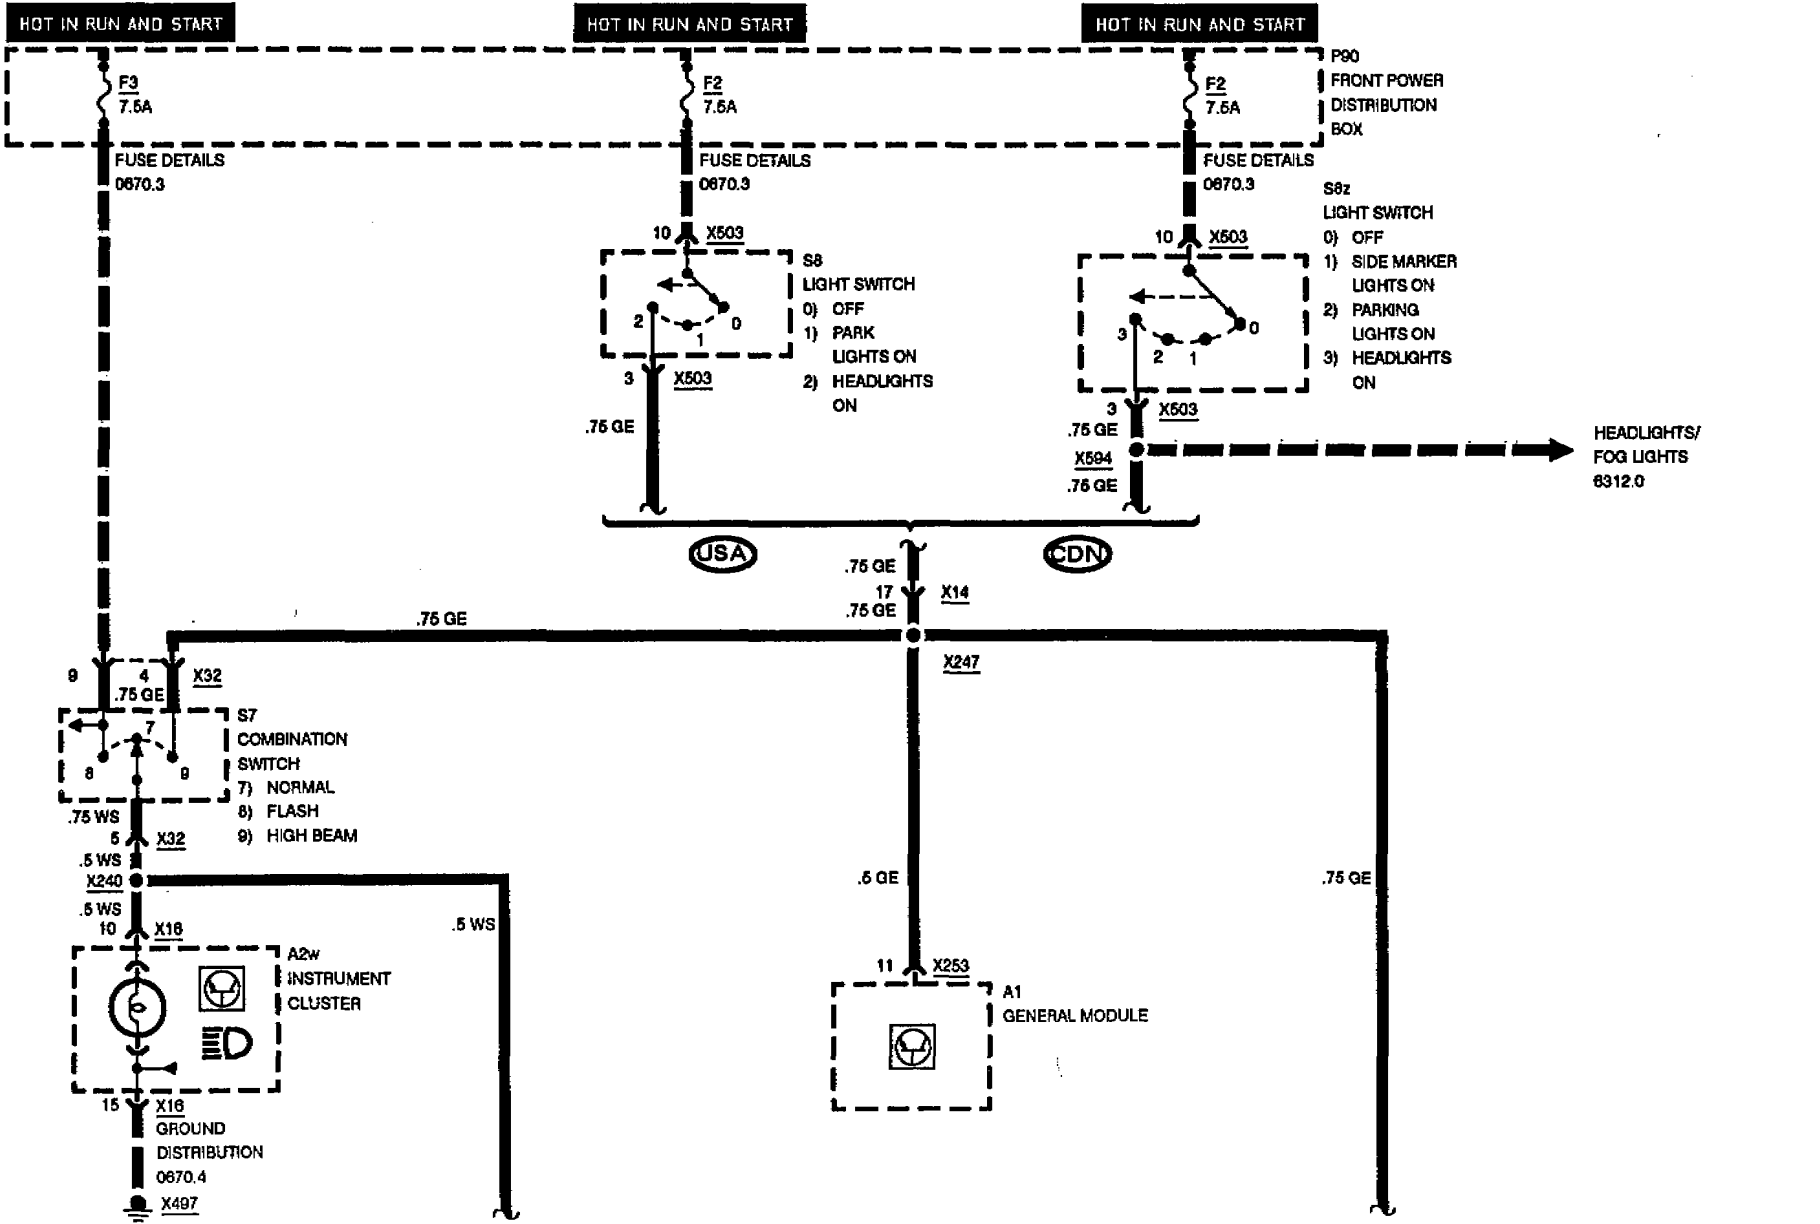 HOT IN RUN AND START
HOT IN RUN AND START
HOT IN RUN AND START
F3
7.5A
F2
7.5A
F2
7.5A
P90
FRONT POWER
DISTRIBUTION
BOX
FUSE DETAILS
0670.3
FUSE DETAILS
0670.3
FUSE DETAILS
0670.3
10 X503
S8
LIGHT SWITCH
0) OFF
1) PARK
LIGHTS ON
2) HEADLIGHTS
ON
2
1
0
3 X503
.75 GE
10 X503
S8z
LIGHT SWITCH
0) OFF
1) SIDE MARKER
LIGHTS ON
2) PARKING
LIGHTS ON
3) HEADLIGHTS
ON
3
2
1
0
3 X503
.75 GE
X594
.75 GE
HEADLIGHTS/
FOG LIGHTS
6312.0
USA
CDN
.75 GE
17 X14
.75 GE
.75 GE
X247
9
4
X32
.75 GE
S7
COMBINATION
SWITCH
7) NORMAL
8) FLASH
9) HIGH BEAM
7
8
9
.75 WS
5 X32
.5 WS
X240
.5 WS
10 X16
.5 WS
.5 GE
.75 GE
A2w
INSTRUMENT
CLUSTER
11 X253
A1
GENERAL MODULE
15 X16
GROUND
DISTRIBUTION
0670.4
X497